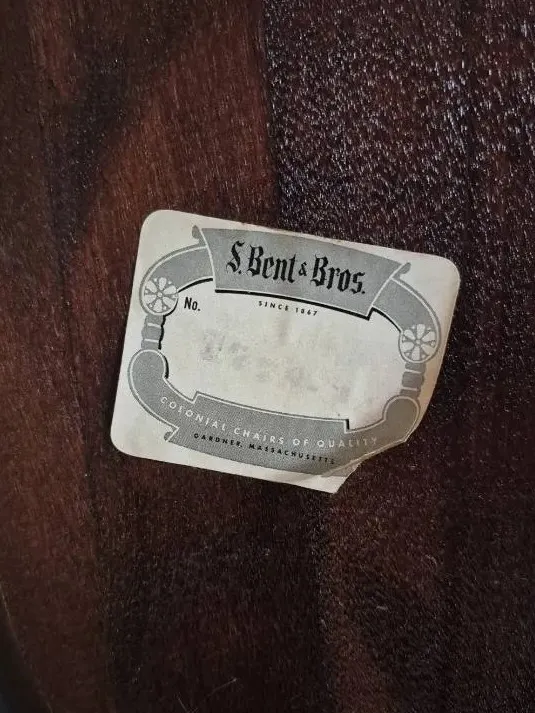 S. Bent & Bros.
SINCE 1867
No.
COLONIAL CHAIRS OF QUALITY
GARDNER, MASSACHUSETTS